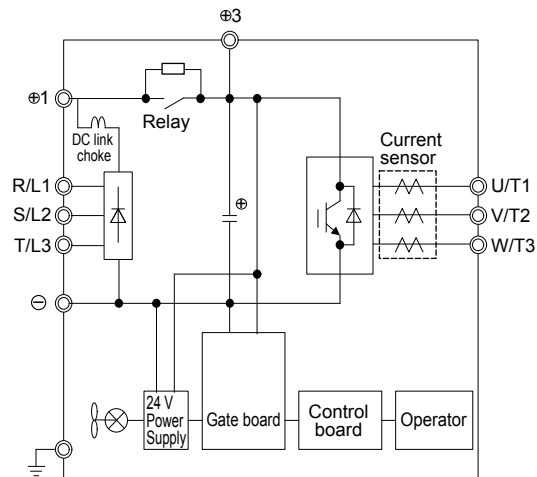 ⊕3
⊕1
Relay
DC link
choke
Current
sensor
R/L1
S/L2
T/L3
U/T1
V/T2
W/T3
⊕
⊖
24 V
Power
Supply
Gate board
Control
board
Operator